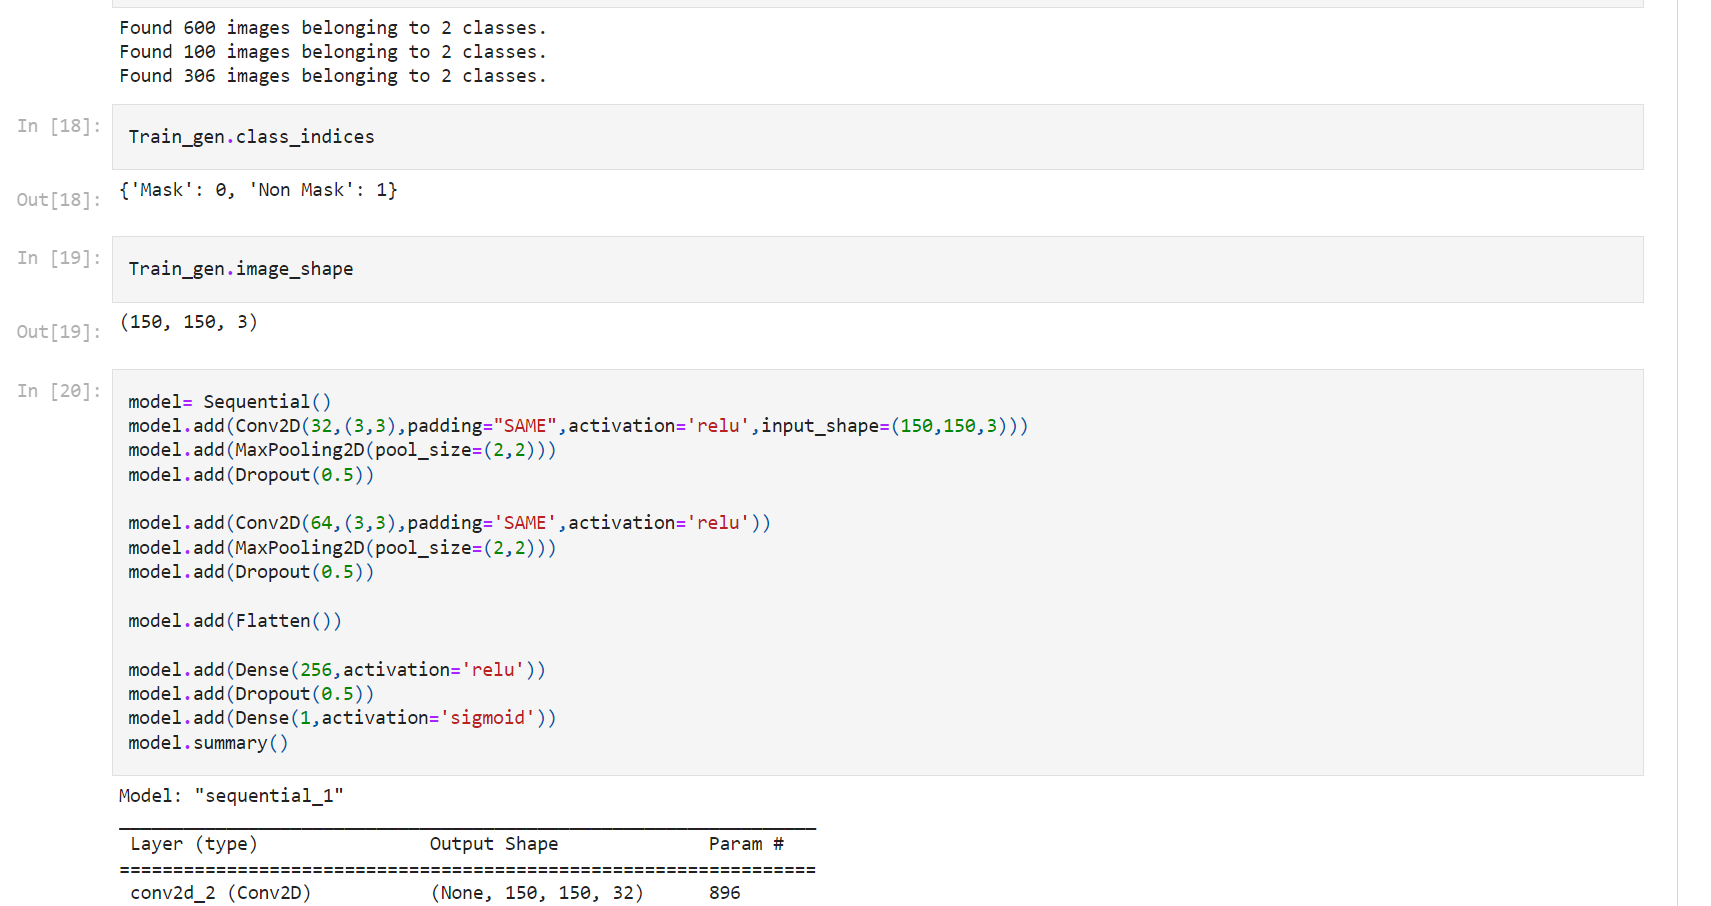 Found 600 images belonging to 2 classes.
Found 100 images belonging to 2 classes.
Found 306 images belonging to 2 classes.
In [18]:
Train_gen.class_indices
Out[18]:
{'Mask': 0, 'Non Mask': 1}
In [19]:
Train_gen.image_shape
Out[19]:
(150, 150, 3)
In [20]:
model= Sequential()
model.add(Conv2D(32,(3,3),padding="SAME",activation='relu',input_shape=(150,150,3)))
model.add(MaxPooling2D(pool_size=(2,2)))
model.add(Dropout(0.5))
model.add(Conv2D(64,(3,3),padding='SAME',activation='relu'))
model.add(MaxPooling2D(pool_size=(2,2)))
model.add(Dropout(0.5))
model.add(Flatten())
model.add(Dense(256,activation='relu'))
model.add(Dropout(0.5))
model.add(Dense(1,activation='sigmoid'))
model.summary()
Model: "sequential_1"
_________________________________________________________________
Layer (type) Output Shape Param #
=================================================================
conv2d_2 (Conv2D) (None, 150, 150, 32) 896